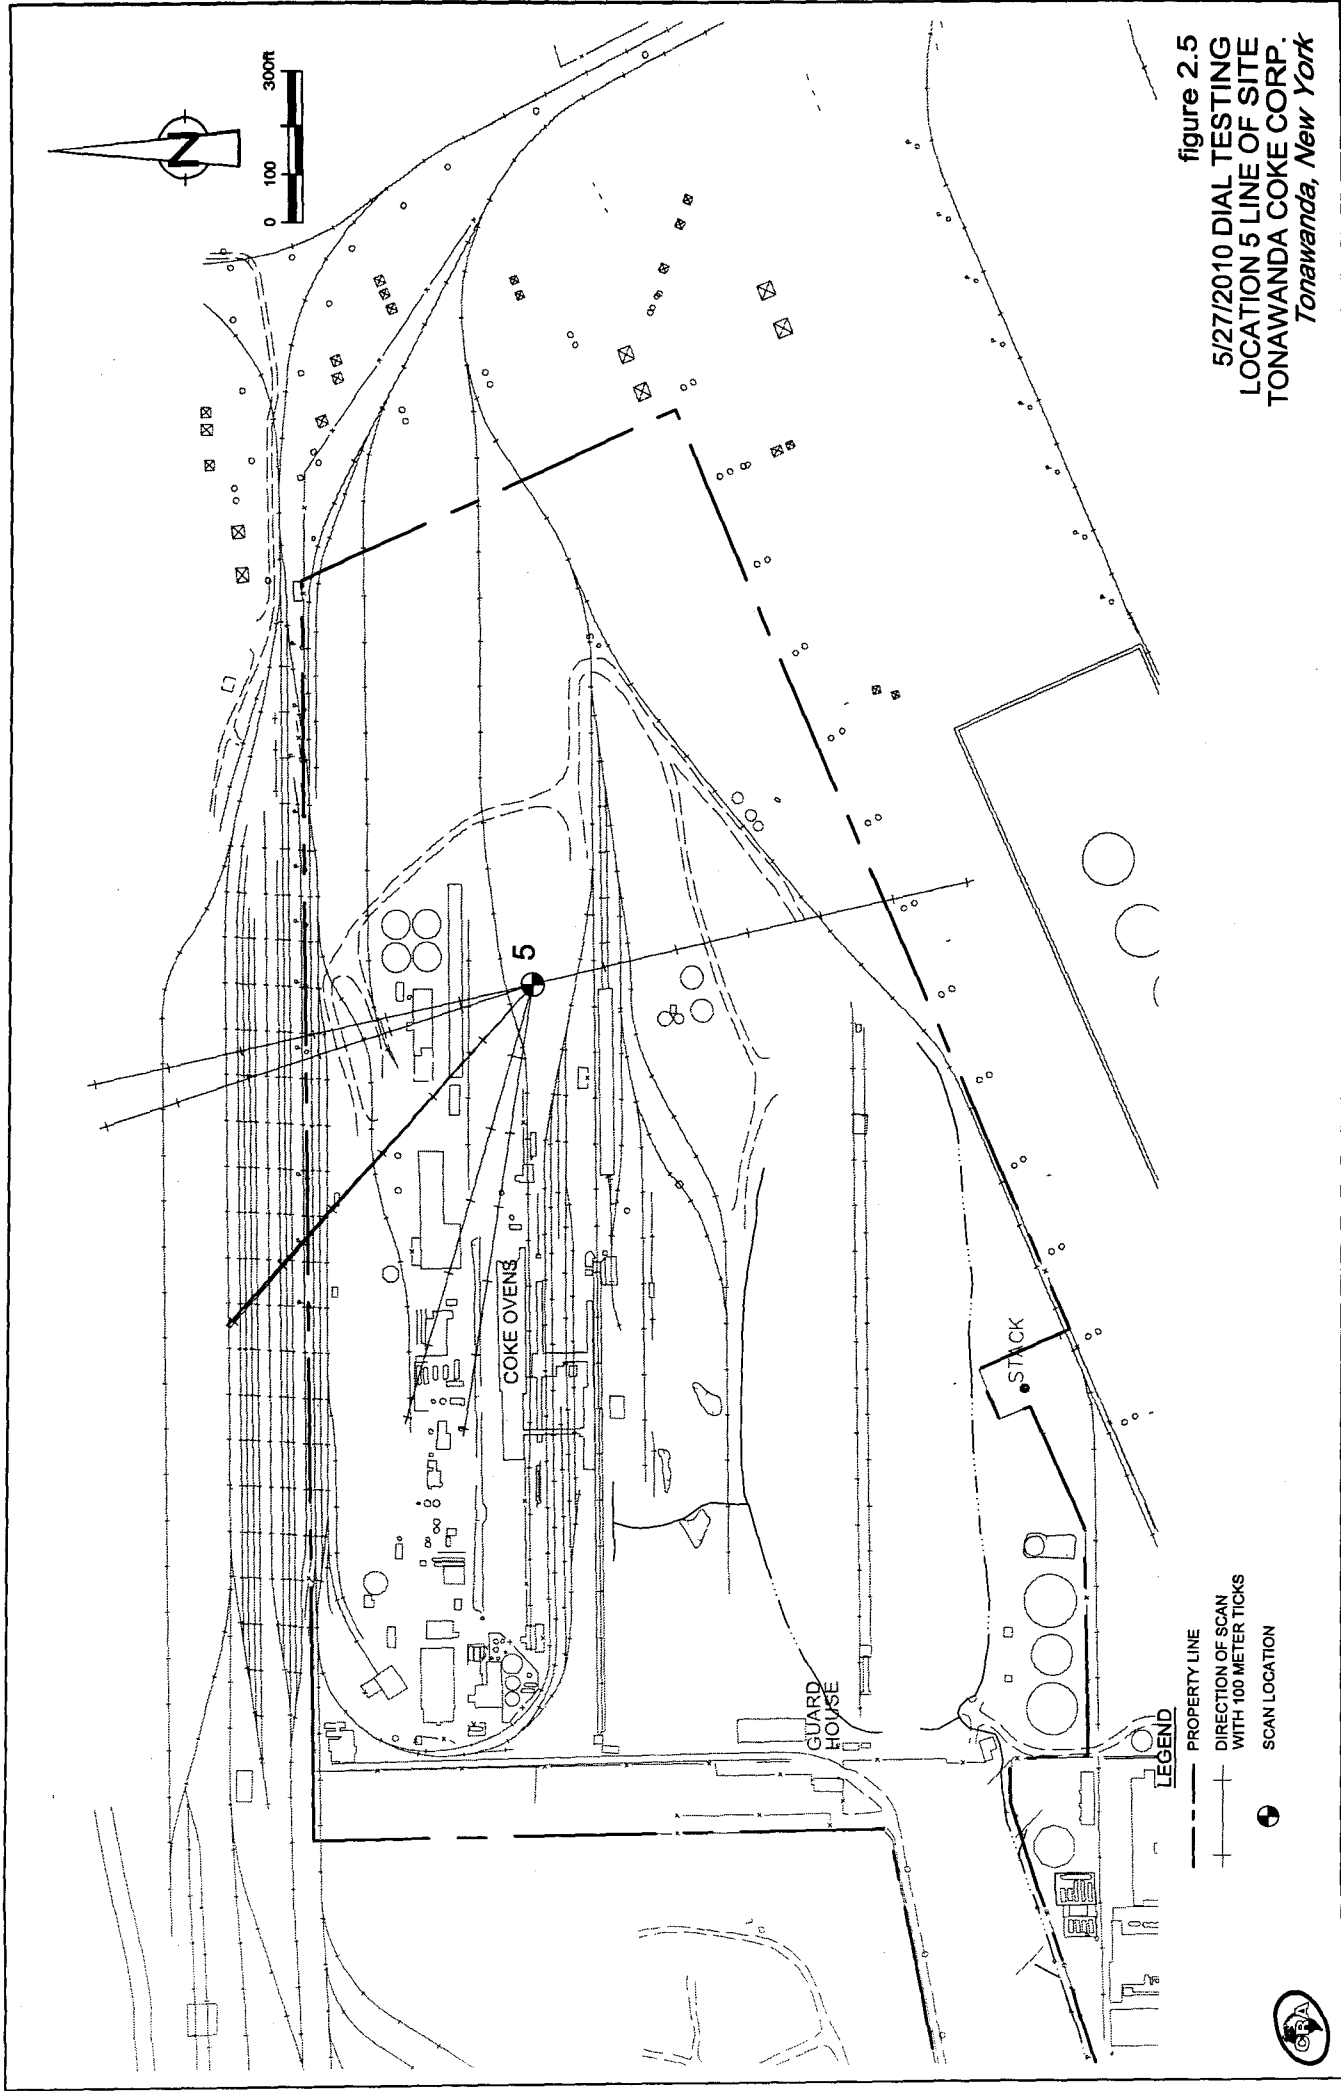 N
0 100 300ft
5
COKE OVENS
STACK
GUARD
HOUSE
LEGEND
PROPERTY LINE
DIRECTION OF SCAN
WITH 100 METER TICKS
SCAN LOCATION
CRA
figure 2.5
5/27/2010 DIAL TESTING
LOCATION 5 LINE OF SITE
TONAWANDA COKE CORP.
Tonawanda, New York